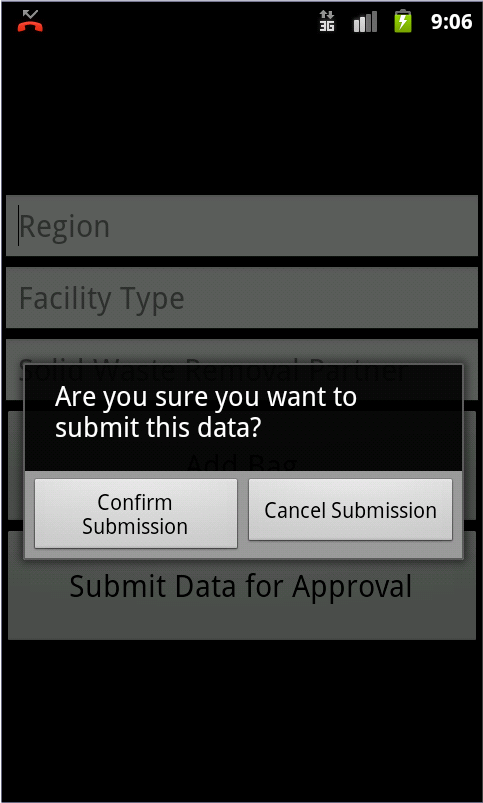 3G 9:06
Region
Facility Type
Solid Waste Removal Partner
Are you sure you want to
submit this data?
Add Bag
Confirm
Submission
Cancel Submission
Submit Data for Approval